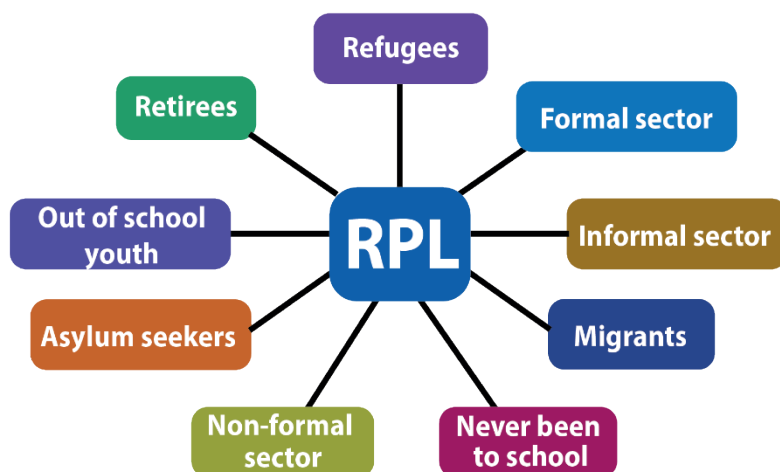 Refugees
Retirees
Formal sector
Out of school
youth
RPL
Informal sector
Asylum seekers
Migrants
Non-formal
sector
Never been
to school